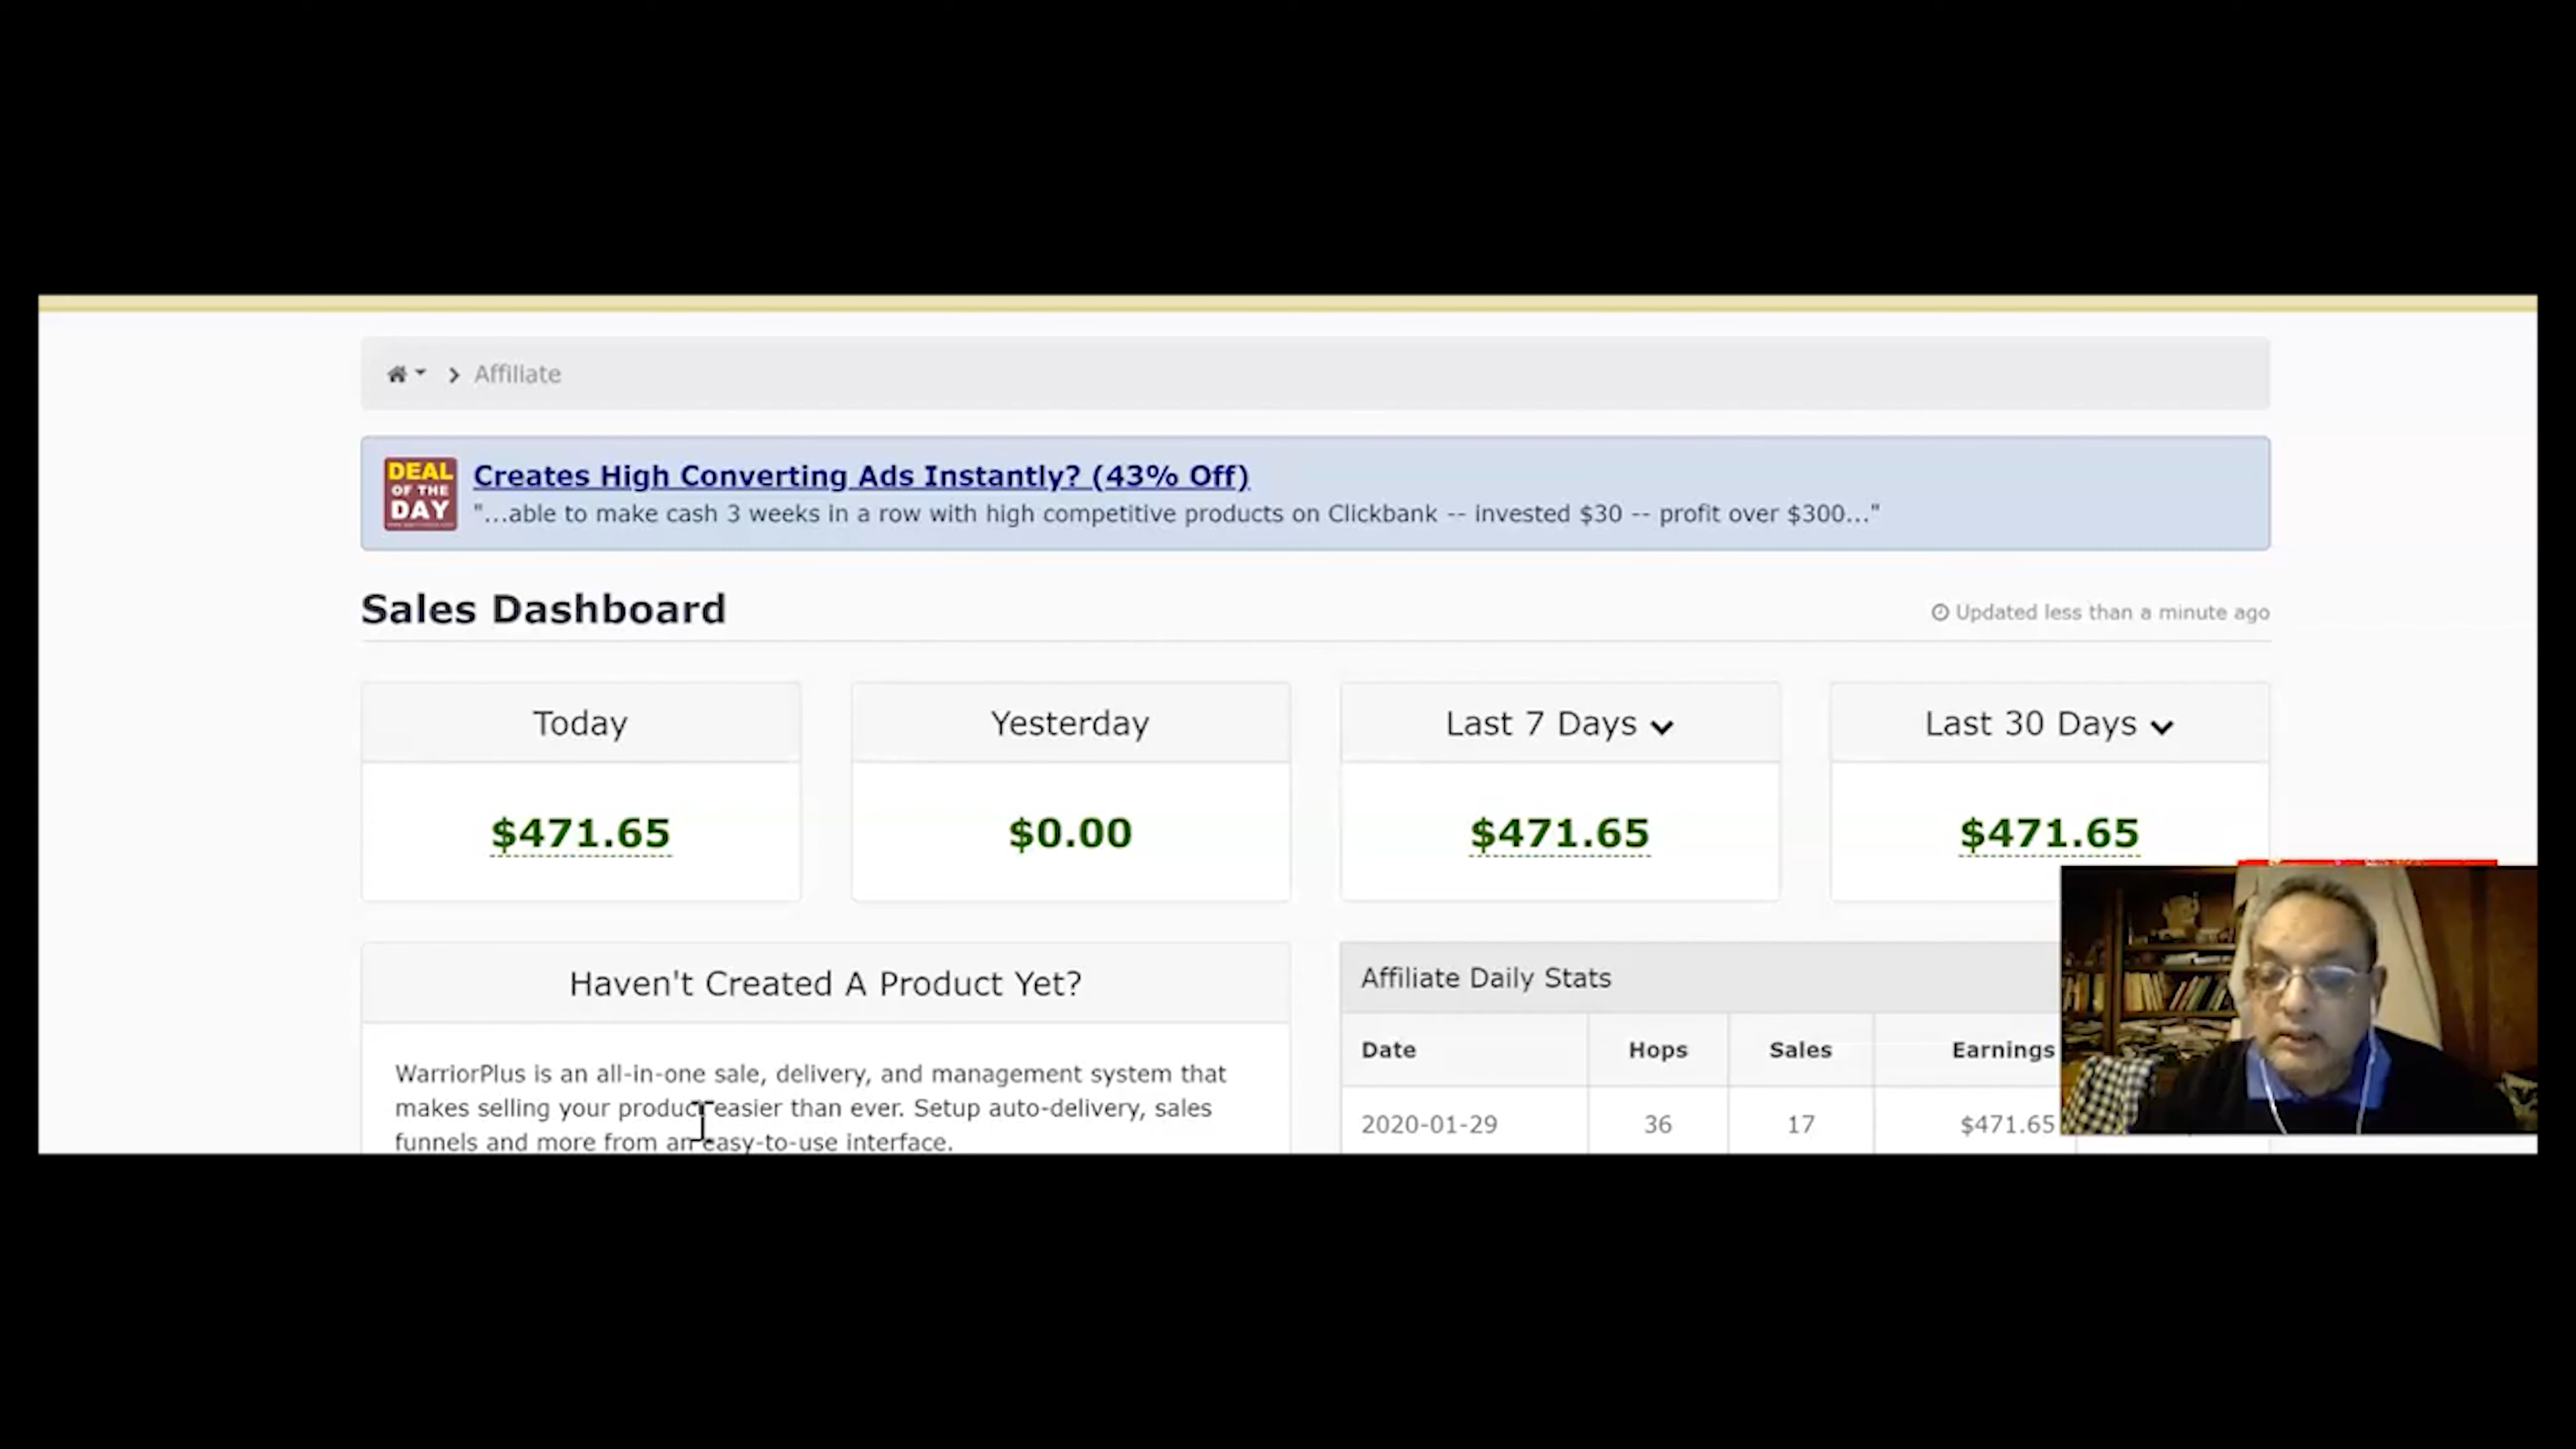 Affiliate
DEAL
OF THE
DAY
Creates High Converting Ads Instantly? (43% Off)
"...able to make cash 3 weeks in a row with high competitive products on Clickbank -- invested $30 -- profit over $300..."
Sales Dashboard
Updated less than a minute ago
Today
Yesterday
Last 7 Days
Last 30 Days
$471.65
$0.00
$471.65
$471.65
Haven't Created A Product Yet?
WarriorPlus is an all-in-one sale, delivery, and management system that
makes selling your product easier than ever. Setup auto-delivery, sales
funnels and more from an easy-to-use interface.
Affiliate Daily Stats
Date Hops Sales Earnings
2020-01-29 36 17 $471.65